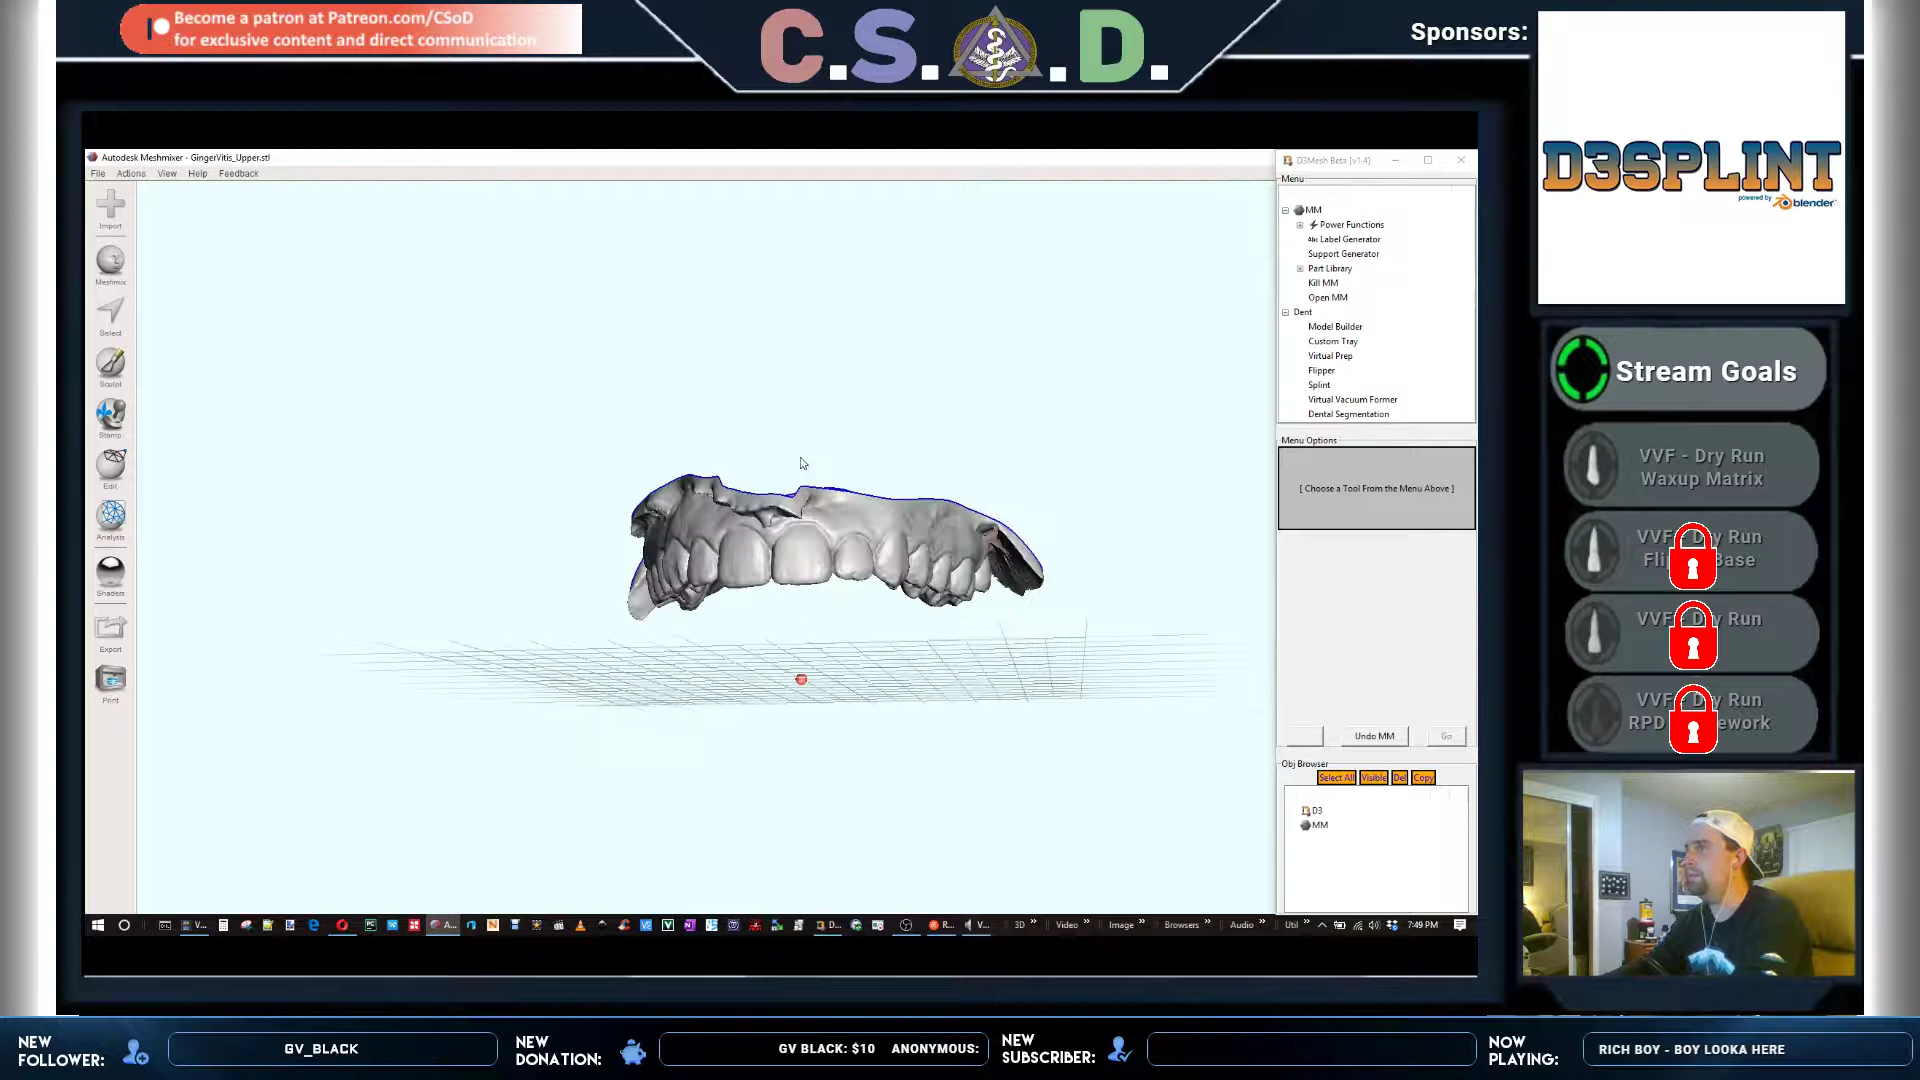 Become a patron at Patreon.com/CSoD
for exclusive content and direct communication
C.S. .D.
Sponsors:
D3SPLINT
powered by blender
Autodesk Meshmixer - GingerVitis_Upper.stl
File Actions View Help Feedback
Import
Meshmix
Select
Sculpt
Stamp
Edit
Analysis
Shaders
Export
Print
D3Mesh Beta [v1.4]
Menu
MM
Power Functions
Abc Label Generator
Support Generator
Part Library
Kill MM
Open MM
Dent
Model Builder
Custom Tray
Virtual Prep
Flipper
Splint
Virtual Vacuum Former
Dental Segmentation
Menu Options
[ Choose a Tool From the Menu Above ]
Undo MM
Go
Obj Browser
Select All Visible Del Copy
D3
MM
Stream Goals
VVF - Dry Run
Waxup Matrix
VVF - Dry Run
Base
VVF - Dry Run
VVF - Dry Run
RPD
V... A... D... R... V... 3D Video Image Browsers Audio Util 7:49 PM
NEW FOLLOWER:
GV_BLACK
NEW DONATION:
GV BLACK: $10 ANONYMOUS:
NEW SUBSCRIBER:
NOW PLAYING:
RICH BOY - BOY LOOKA HERE